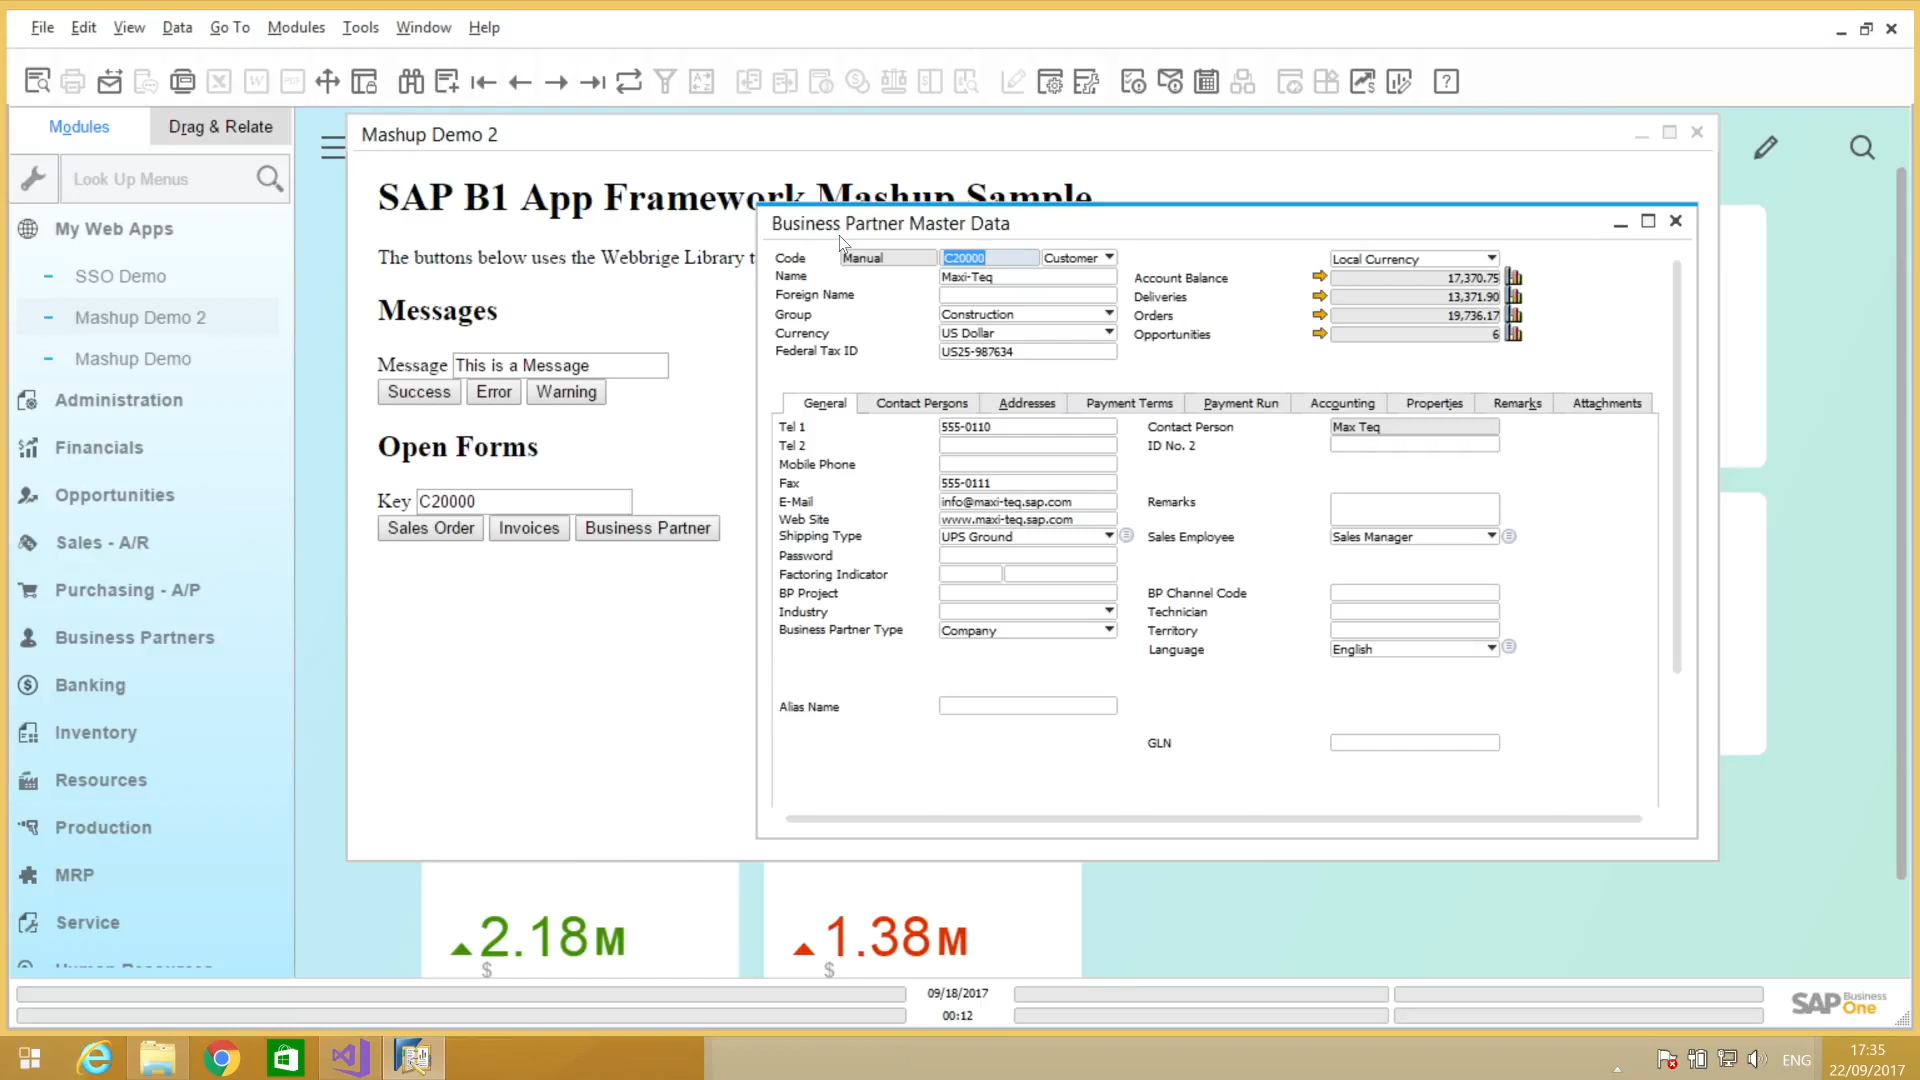 File Edit View Data Go To Modules Tools Window Help
Modules
Drag & Relate
Look Up Menus
My Web Apps
SSO Demo
Mashup Demo 2
Mashup Demo
Administration
Financials
Opportunities
Sales - A/R
Purchasing - A/P
Business Partners
Banking
Inventory
Resources
Production
MRP
Service
Mashup Demo 2
SAP B1 App Framework Mashup Sample
The buttons below uses the Webbrige Library
Messages
Message This is a Message
Success Error Warning
Open Forms
Key C20000
Sales Order Invoices Business Partner
Business Partner Master Data
Code Manual C20000 Customer
Name Maxi-Teq
Foreign Name
Group Construction
Currency US Dollar
Federal Tax ID US25-987634
Local Currency
Account Balance 17,370.75
Deliveries 13,371.90
Orders 19,736.17
Opportunities 6
General Contact Persons Addresses Payment Terms Payment Run Accounting Properties Remarks Attachments
Tel 1 555-0110
Tel 2
Mobile Phone
Fax 555-0111
E-Mail info@maxi-teq.sap.com
Web Site www.maxi-teq.sap.com
Shipping Type UPS Ground
Password
Factoring Indicator
BP Project
Industry
Business Partner Type Company
Alias Name
Contact Person Max Teq
ID No. 2
Remarks
Sales Employee Sales Manager
BP Channel Code
Technician
Territory
Language English
GLN
2.18M
$
1.38M
$
09/18/2017
00:12
SAP Business One
ENG
17:35
22/09/2017